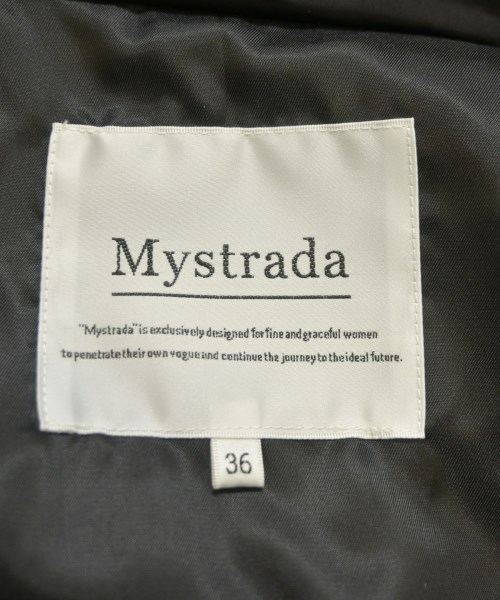 Mystrada
"Mystrada" is exclusively designed for fine and graceful women
to penetrate their own vogue and continue the journey to the ideal future.
36